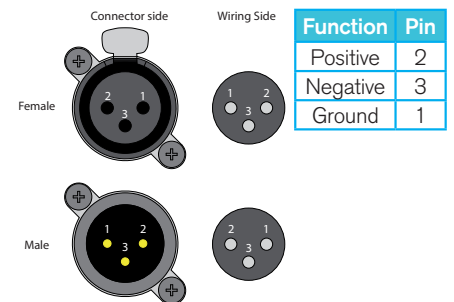 Connector side Wiring Side
Function Pin
Positive 2
Negative 3
Ground 1
Female
2 1
3
1 2
3
Male
1 2
3
2 1
3